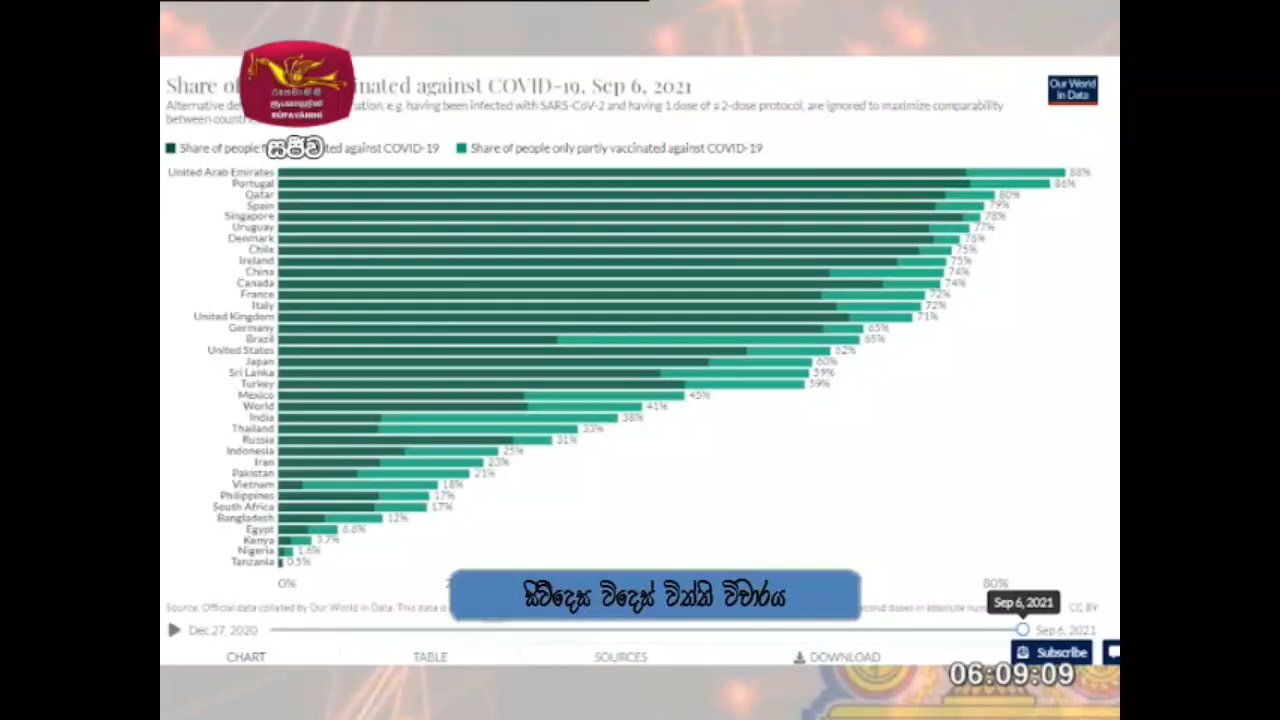 Share of inated against COVID-19, Sep 6, 2021
Our World
in Data
Alternative e.g. having been infected with SARS-CoV-2 and having 1 dose of a 2-dose protocol, are ignored to maximize comparability
between
RUPAVAHINI
සජීව
Share of people ted against COVID-19
Share of people only partly vaccinated against COVID-19
United Arab Emirates 88%
Portugal 86%
Qatar 80%
Spain 79%
Singapore 78%
Uruguay 77%
Denmark 76%
Chile 75%
Ireland 75%
China 74%
Canada 74%
France 72%
Italy 72%
United Kingdom 71%
Germany 65%
Brazil 65%
United States 62%
Japan 60%
Sri Lanka 59%
Turkey 59%
Mexico 45%
World 41%
India 38%
Thailand 33%
Russia 31%
Indonesia 25%
Iran 23%
Pakistan 21%
Vietnam 18%
Philippines 17%
South Africa 17%
Bangladesh 12%
Egypt 6.6%
Kenya 3.7%
Nigeria 1.6%
Tanzania 0.5%
0% 80%
සිව්දෙස විදෙස් විත්ති විචාරය
Source: Official data collated by Our World in Data. This data is
second doses in absolute CC BY
Sep 6, 2021
Dec 27, 2020 Sep 6, 2021
CHART TABLE SOURCES DOWNLOAD
Subscribe
06:09:09